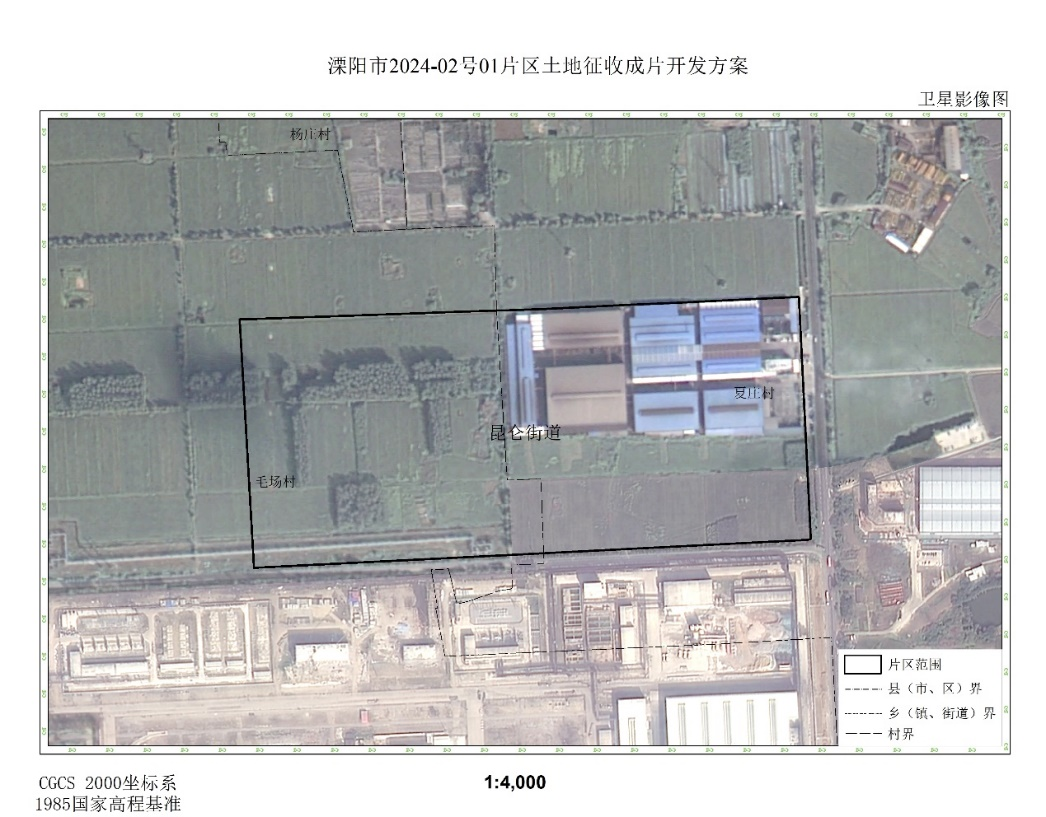 溧阳市2024-02号01片区土地征收成片开发方案
卫星影像图
杨庄村
夏庄村
昆仑街道
毛场村
片区范围
县（市、区）界
乡（镇、街道）界
村界
CGCS 2000坐标系
1985国家高程基准
1:4,000